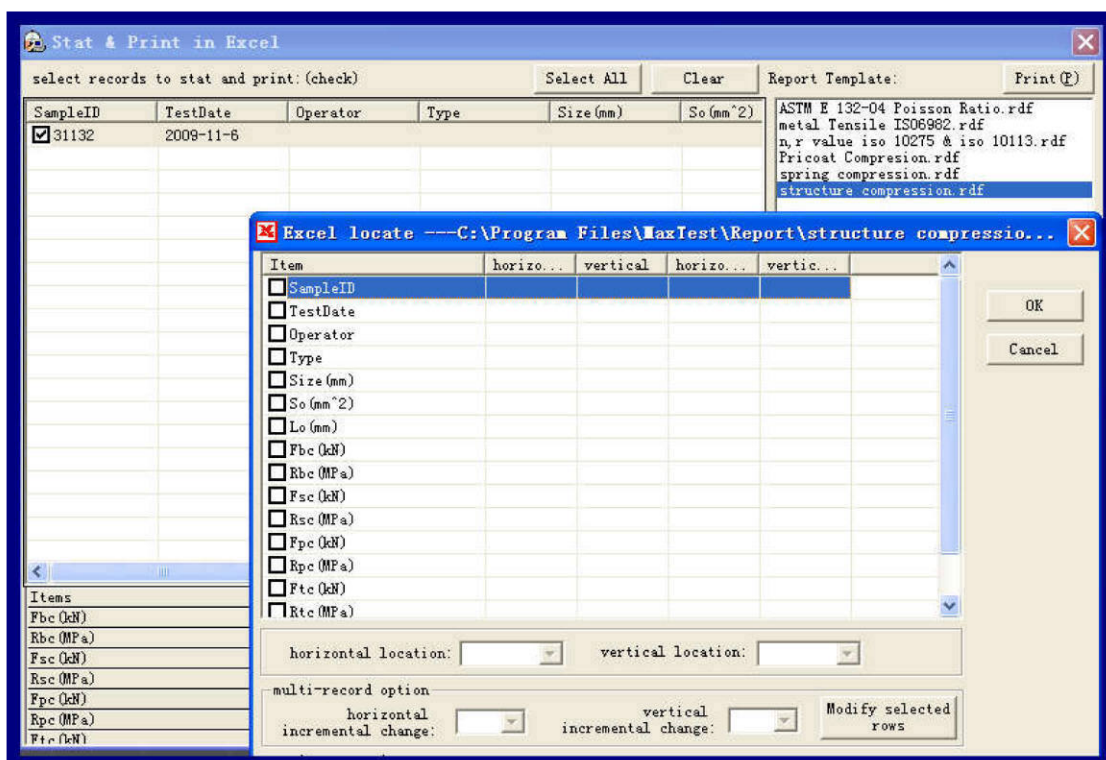 Stat & Print in Excel
select records to stat and print: (check)
Select All
Clear
Report Template:
Print(P)
SampleID TestDate Operator Type Size(mm) So(mm^2)
31132 2009-11-6
ASTM E 132-04 Poisson Ratio.rdf
metal Tensile ISO6982.rdf
n,r value iso 10275 & iso 10113.rdf
Pricoat Compresion.rdf
spring compression.rdf
structure compression.rdf
Excel locate ---C:\Program Files\MaxTest\Report\structure compressio...
Item horizo... vertical horizo... vertic...
SampleID
TestDate
Operator
Type
Size(mm)
So(mm^2)
Lo(mm)
Fbc(kN)
Rbc(MPa)
Fsc(kN)
Rsc(MPa)
Fpc(kN)
Rpc(MPa)
Ftc(kN)
Rtc(MPa)
OK
Cancel
Items
Fbc(kN)
Rbc(MPa)
Fsc(kN)
Rsc(MPa)
Fpc(kN)
Rpc(MPa)
Ftc(kN)
horizontal location:
vertical location:
multi-record option
horizontal
incremental change:
vertical
incremental change:
Modify selected
rows